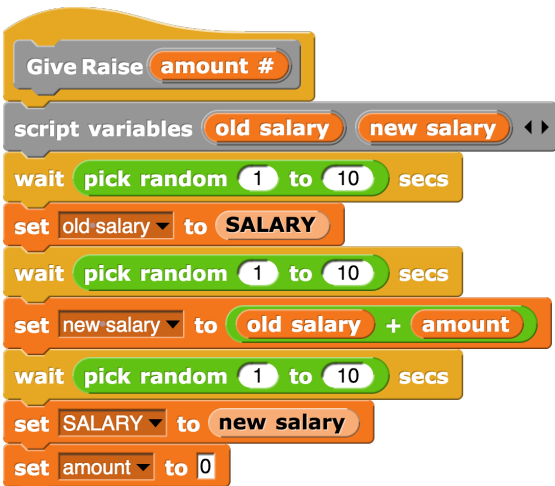 Give Raise amount #
script variables old salary new salary
wait pick random 1 to 10 secs
set old salary to SALARY
wait pick random 1 to 10 secs
set new salary to old salary + amount
wait pick random 1 to 10 secs
set SALARY to new salary
set amount to 0